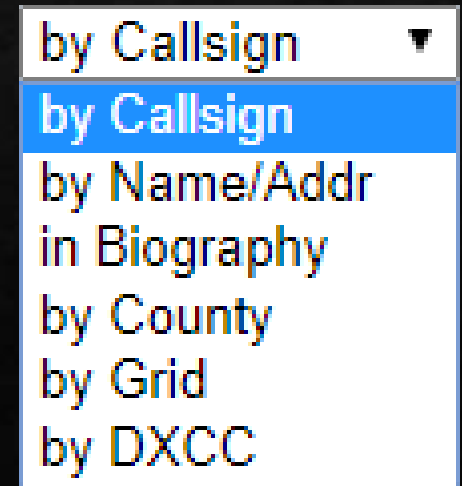 by Callsign ▼
by Callsign
by Name/Addr
in Biography
by County
by Grid
by DXCC